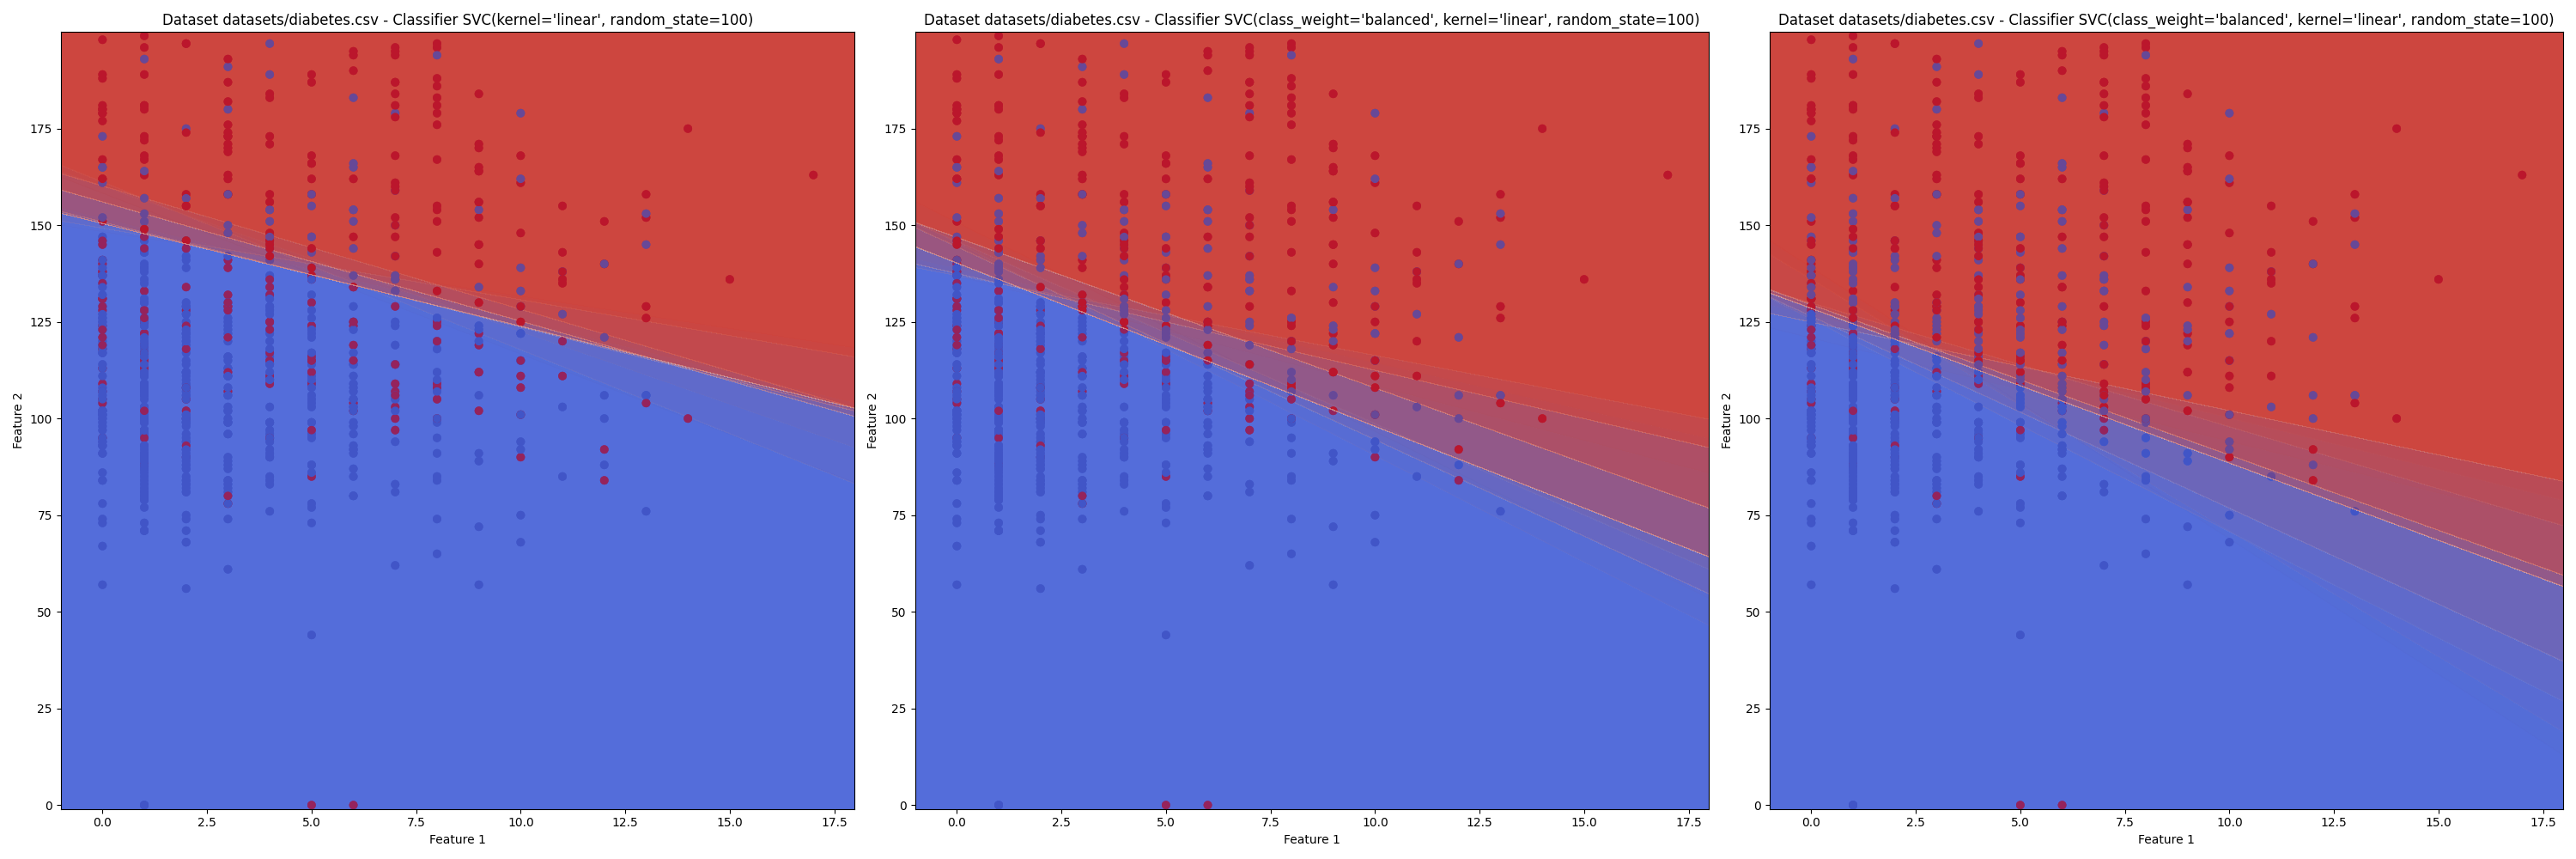 Dataset datasets/diabetes.csv - Classifier SVC(kernel='linear', random_state=100)
175
150
125
100
75
50
25
0
Feature 2
0.0 2.5 5.0 7.5 10.0 12.5 15.0 17.5
Feature 1
Dataset datasets/diabetes.csv - Classifier SVC(class_weight='balanced', kernel='linear', random_state=100)
175
150
125
100
75
50
25
0
Feature 2
0.0 2.5 5.0 7.5 10.0 12.5 15.0 17.5
Feature 1
Dataset datasets/diabetes.csv - Classifier SVC(class_weight='balanced', kernel='linear', random_state=100)
175
150
125
100
75
50
25
0
Feature 2
0.0 2.5 5.0 7.5 10.0 12.5 15.0 17.5
Feature 1